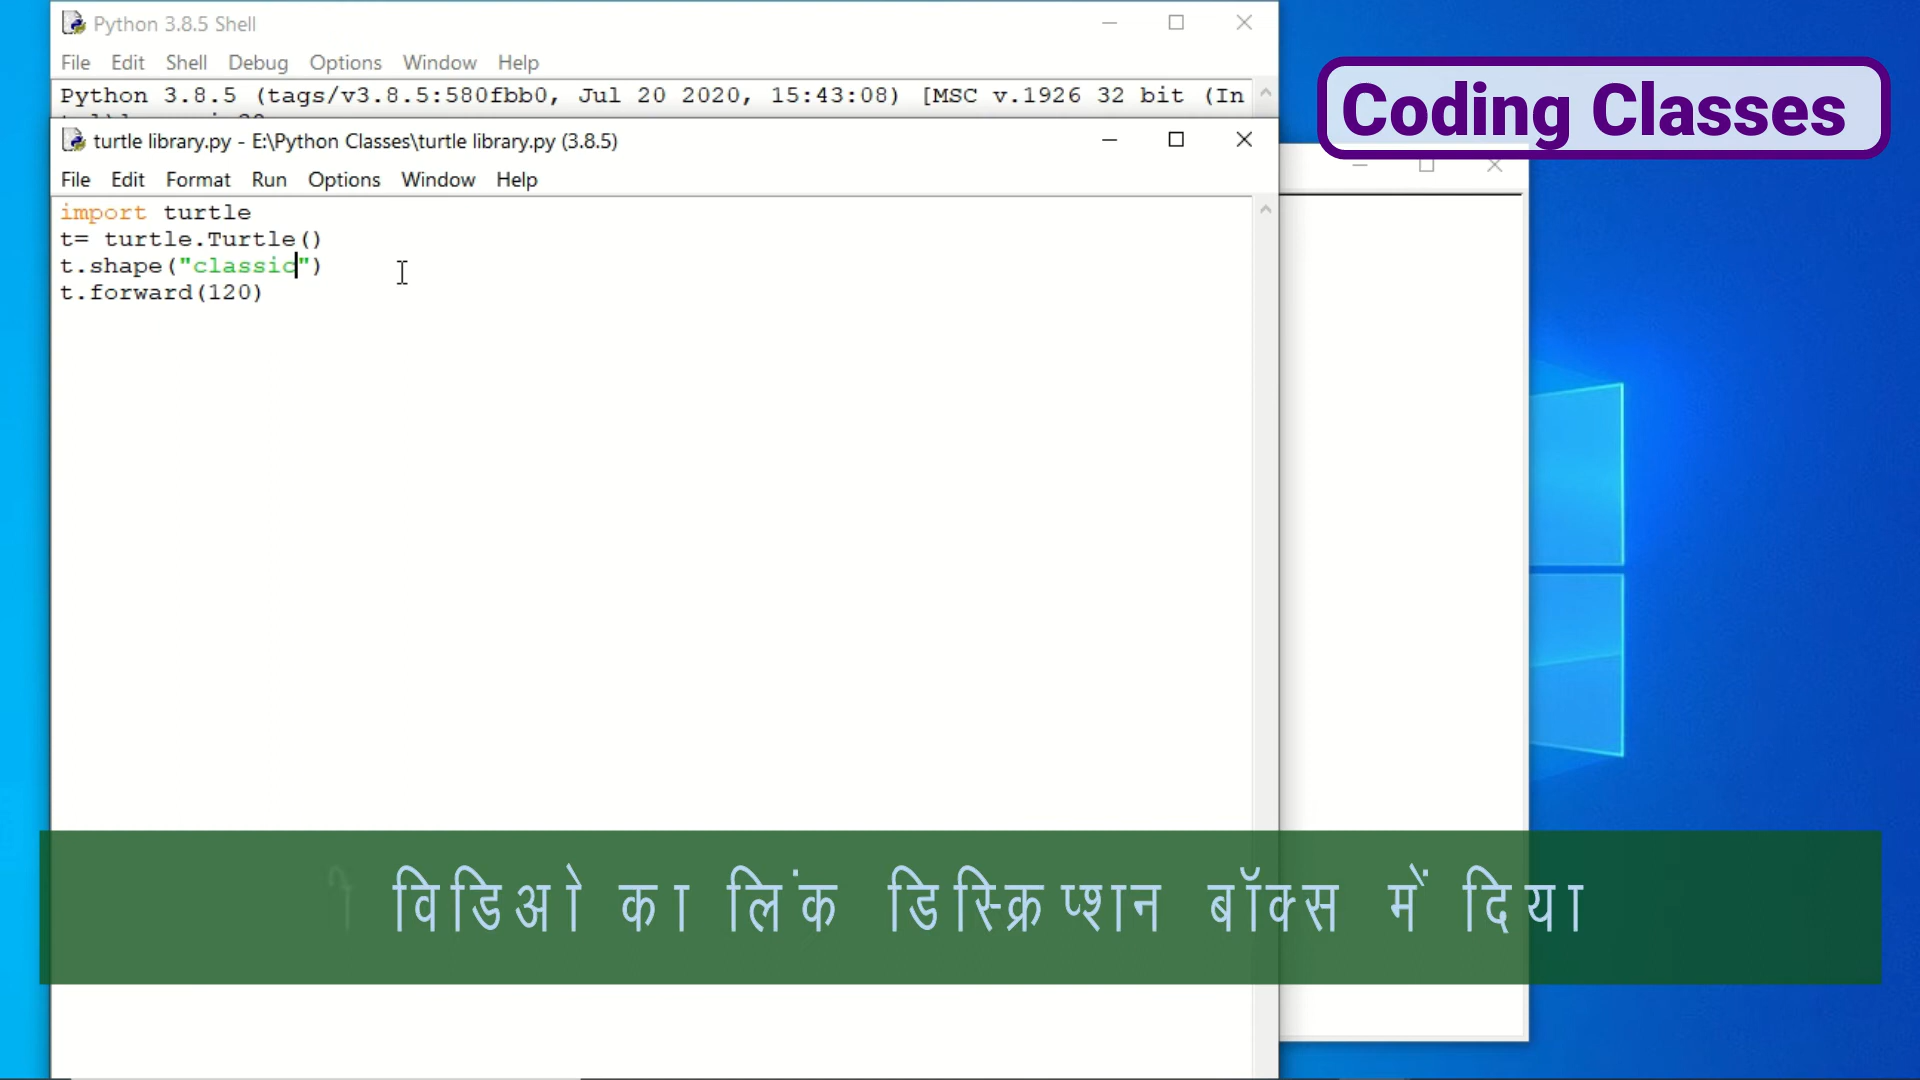 Python 3.8.5 Shell
File Edit Shell Debug Options Window Help
Python 3.8.5 (tags/v3.8.5:580fbb0, Jul 20 2020, 15:43:08) [MSC v.1926 32 bit (In
Coding Classes
turtle library.py - E:\Python Classes\turtle library.py (3.8.5)
File Edit Format Run Options Window Help
import turtle
t= turtle.Turtle()
t.shape("classic")
t.forward(120)
विडिओ का लिंक डिस्क्रिप्शन बॉक्स में दिया